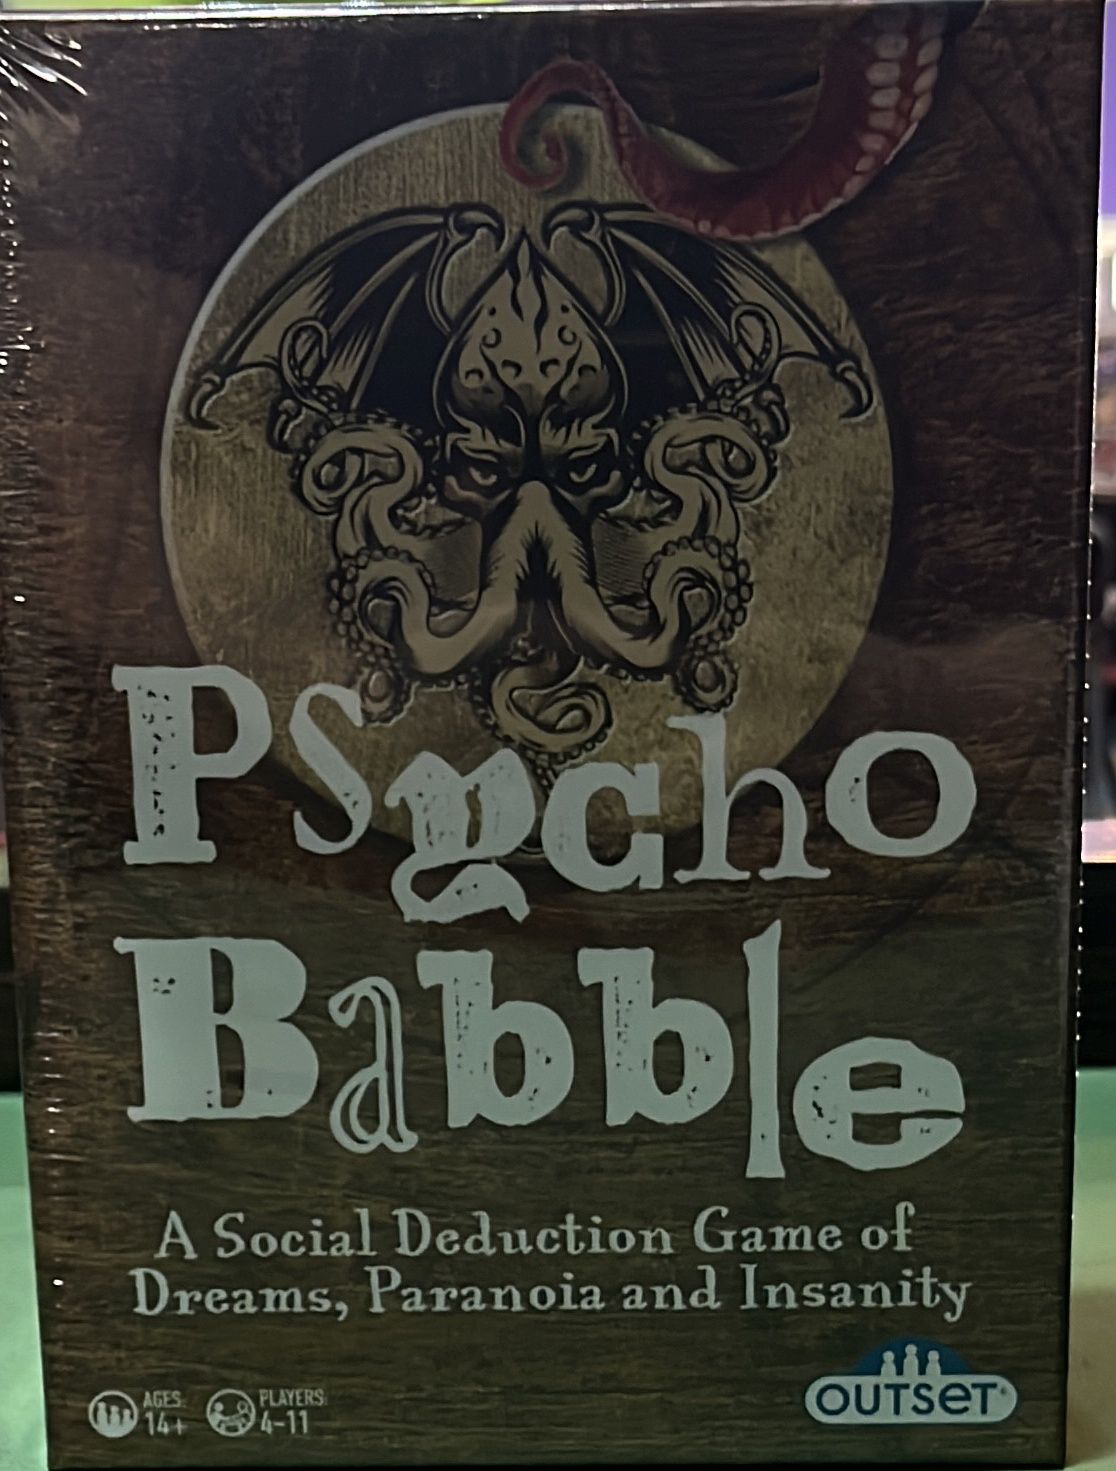 Psycho
Babble
A Social Deduction Game of
Dreams, Paranoia and Insanity
AGES:
14+
PLAYERS:
4-11
OUTSET